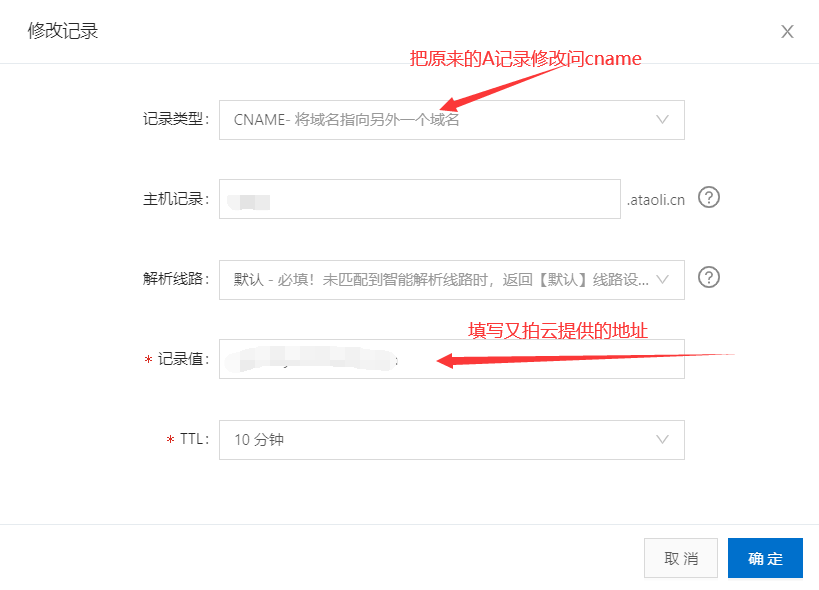 修改记录
把原来的A记录修改问cname
记录类型：
CNAME- 将域名指向另外一个域名
主机记录：
.ataoli.cn
解析线路：
默认 - 必填！未匹配到智能解析线路时，返回【默认】线路设...
填写又拍云提供的地址
* 记录值：
* TTL：
10 分钟
取 消
确 定